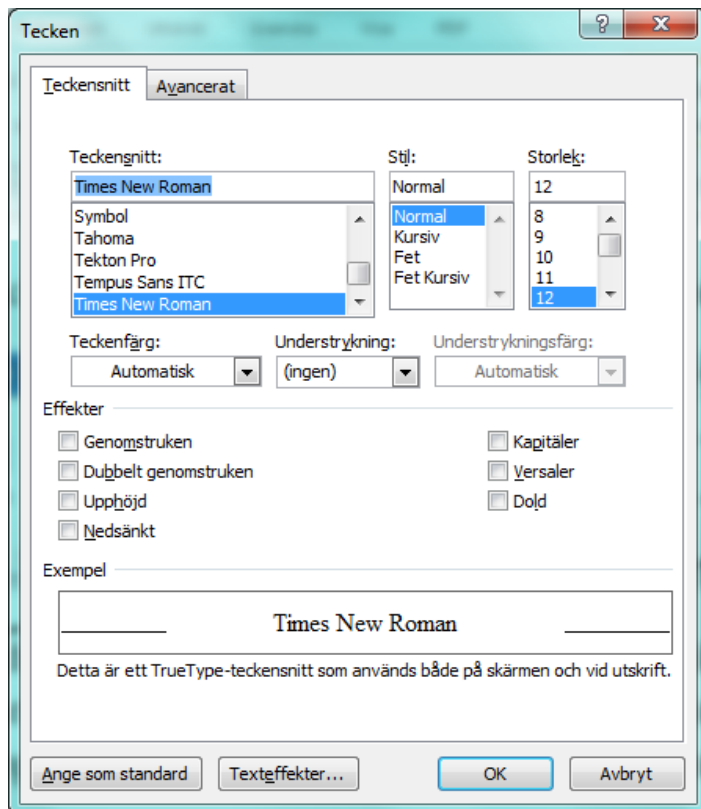 Tecken
Teckensnitt Avancerat
Teckensnitt: Stil: Storlek:
Times New Roman Normal 12
Symbol Normal 8
Tahoma Kursiv 9
Tekton Pro Fet 10
Tempus Sans ITC Fet Kursiv 11
Times New Roman 12
Teckenfärg: Understrykning: Understrykningsfärg:
Automatisk (ingen) Automatisk
Effekter
Genomstruken Kapitäler
Dubbelt genomstruken Versaler
Upphöjd Dold
Nedsänkt
Exempel
Times New Roman
Detta är ett TrueType-teckensnitt som används både på skärmen och vid utskrift.
Ange som standard Texteffekter... OK Avbryt